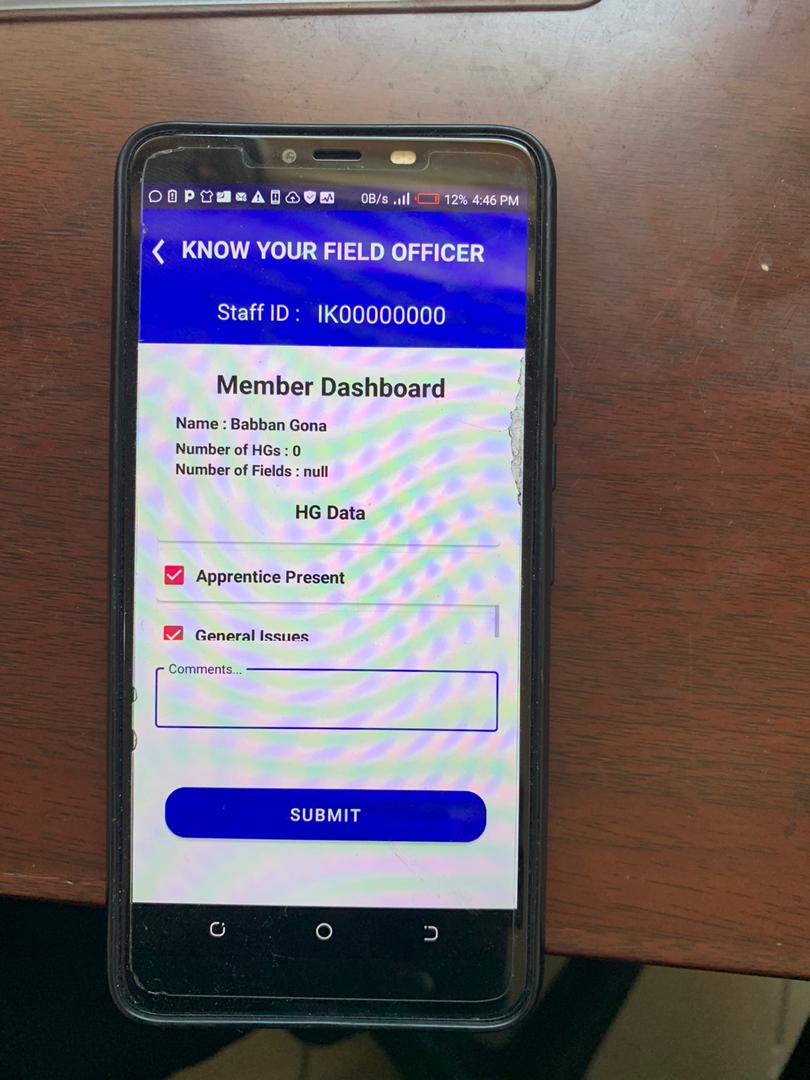 0B/s 12% 4:46 PM
KNOW YOUR FIELD OFFICER
Staff ID : IK00000000
Member Dashboard
Name : Babban Gona
Number of HGs : 0
Number of Fields : null
HG Data
Apprentice Present
General Issues
Comments...
SUBMIT